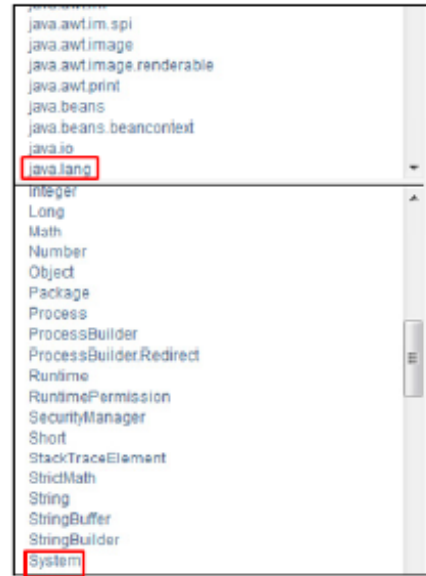 java.awt.im.spi
java.awt.image
java.awt.image.renderable
java.awt.print
java.beans
java.beans.beancontext
java.io
java.lang
Integer
Long
Math
Number
Object
Package
Process
ProcessBuilder
ProcessBuilder.Redirect
Runtime
RuntimePermission
SecurityManager
Short
StackTraceElement
StrictMath
String
StringBuffer
StringBuilder
System